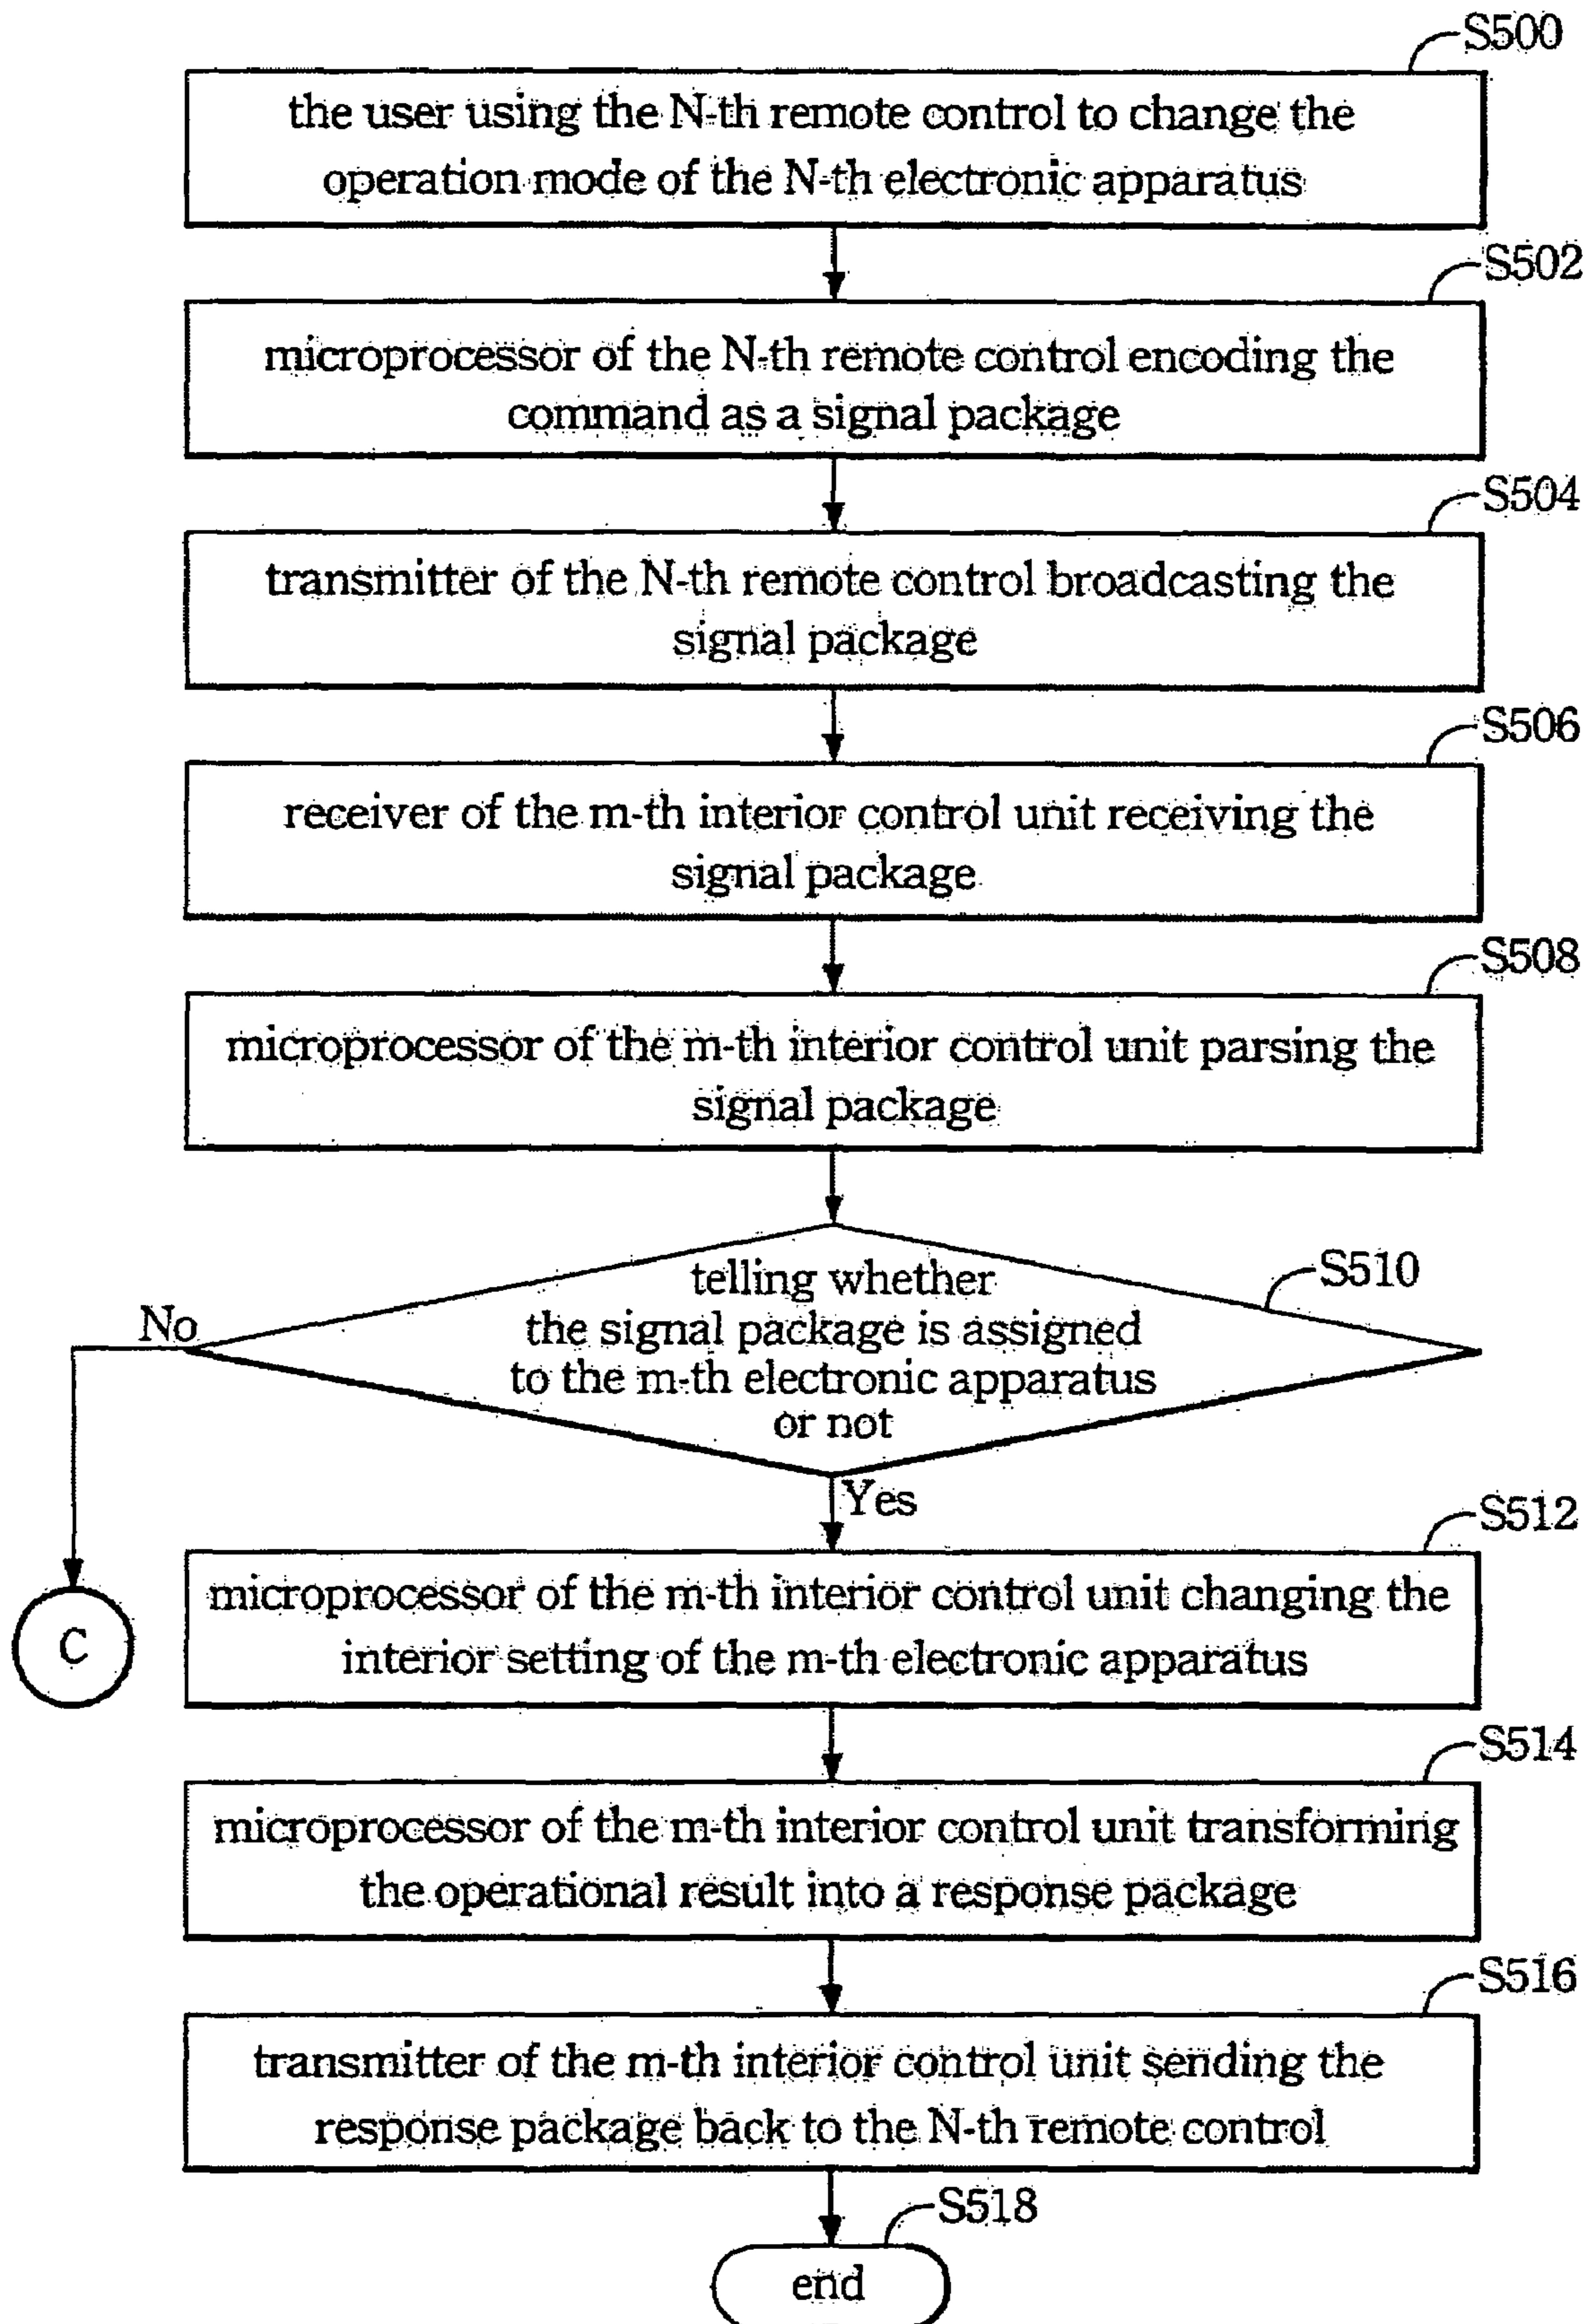 S500
the user using the N-th remote control to change the
operation mode of the N-th electronic apparatus
S502
microprocessor of the N-th remote control encoding the
command as a signal package
S504
transmitter of the N-th remote control broadcasting the
signal package
S506
receiver of the m-th interior control unit receiving the
signal package
S508
microprocessor of the m-th interior control unit parsing the
signal package
S510
telling whether
the signal package is assigned
to the m-th electronic apparatus
or not
No
Yes
C
S512
microprocessor of the m-th interior control unit changing the
interior setting of the m-th electronic apparatus
S514
microprocessor of the m-th interior control unit transforming
the operational result into a response package
S516
transmitter of the m-th interior control unit sending the
response package back to the N-th remote control
S518
end